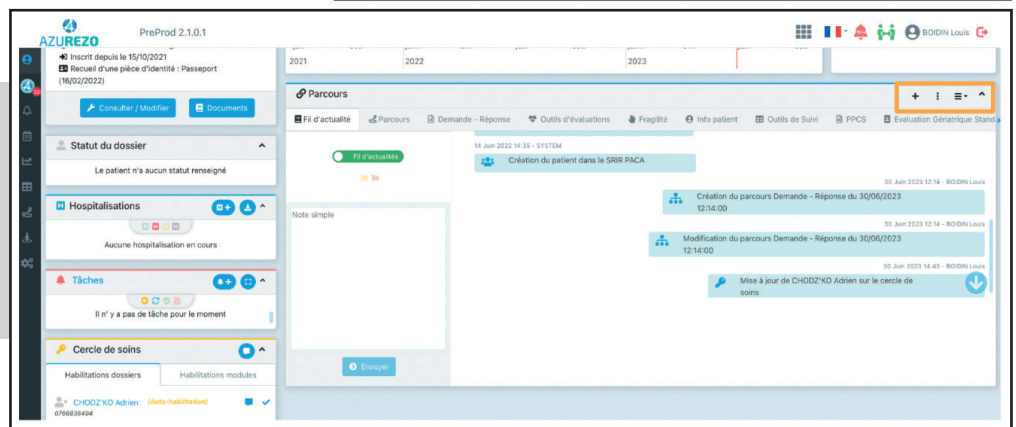 AZUREZO
PreProd 2.1.0.1
BOIDIN Louis
Inscrit depuis le 15/10/2021
Recueil d'une pièce d'identité : Passeport
(16/02/2022)
Consulter / Modifier
Documents
Statut du dossier
Le patient n'a aucun statut renseigné
Hospitalisations
Aucune hospitalisation en cours
Tâches
Il n' y a pas de tâche pour le moment
Cercle de soins
Habilitations dossiers
Habilitations modules
CHODZ'KO Adrien (Auto-habilitation)
0766838494
2021
2022
2023
Parcours
Fil d'actualité
Parcours
Demande - Réponse
Outils d'évaluations
Fragilité
Info patient
Outils de Suivi
PPCS
Evaluation Gériatrique Stand
Fil d'actualités
Note simple
Envoyer
14 Juin 2022 14:35 - SYSTEM
Création du patient dans le SRIR PACA
30 Juin 2023 12:14 - BOIDIN Louis
Création du parcours Demande - Réponse du 30/06/2023
12:14:00
30 Juin 2023 12:14 - BOIDIN Louis
Modification du parcours Demande - Réponse du 30/06/2023
12:14:00
30 Juin 2023 14:45 - BOIDIN Louis
Mise à jour de CHODZ'KO Adrien sur le cercle de
soins